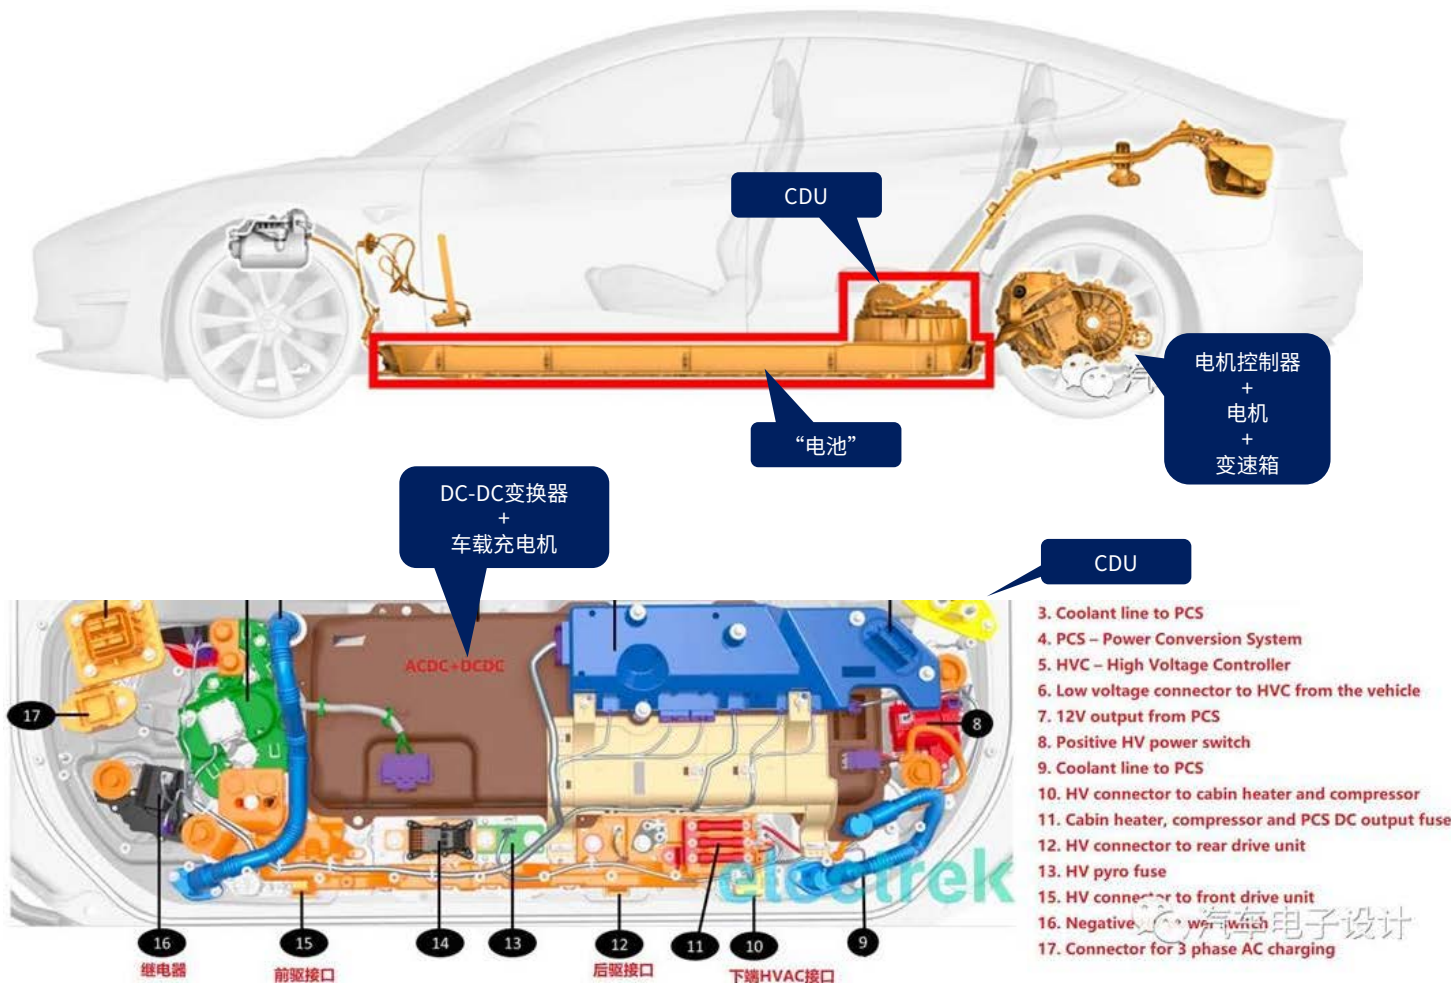 CDU
汽
电机控制器
+
电机
+
变速箱
“电池”
DC-DC变换器
+
车载充电机
CDU
ACDC+DCDC
17
8
3. Coolant line to PCS
4. PCS – Power Conversion System
5. HVC – High Voltage Controller
6. Low voltage connector to HVC from the vehicle
7. 12V output from PCS
8. Positive HV power switch
9. Coolant line to PCS
10. HV connector to cabin heater and compressor
11. Cabin heater, compressor and PCS DC output fuse
12. HV connector to rear drive unit
13. HV pyro fuse
15. HV connector to front drive unit
16. Negative switch
17. Connector for 3 phase AC charging
electrek
汽车电子设计
16
15
14
13
12
11
10
9
继电器
前驱接口
后驱接口
下端HVAC接口